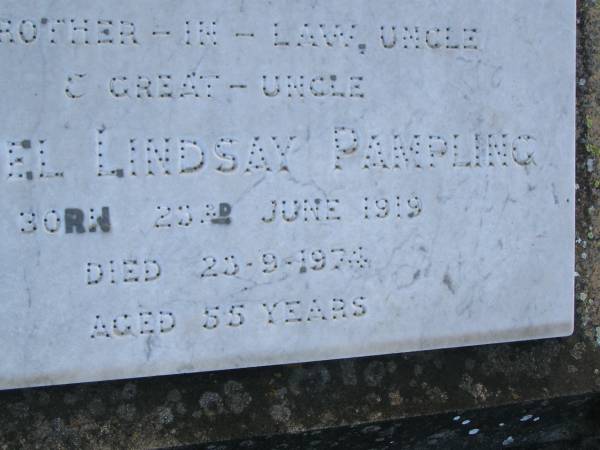 ROTHER-IN-LAW, UNCLE
& GREAT-UNCLE
EL LINDSAY PAMPLING
BORN 23RD JUNE 1919
DIED 23-9-1974
AGED 55 YEARS